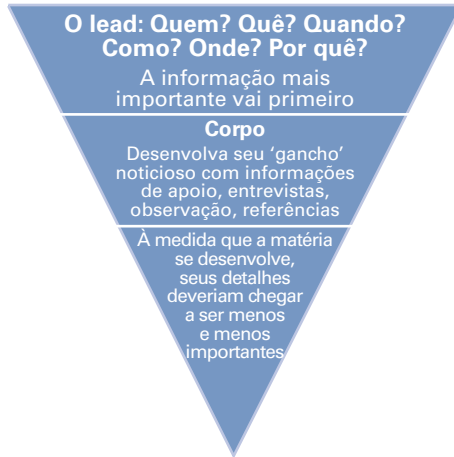 O lead: Quem? Quê? Quando?
Como? Onde? Por quê?
A informação mais
importante vai primeiro
Corpo
Desenvolva seu ‘gancho’
noticioso com informações
de apoio, entrevistas,
observação, referências
À medida que a matéria
se desenvolve,
seus detalhes
deveriam chegar
a ser menos
e menos
importantes